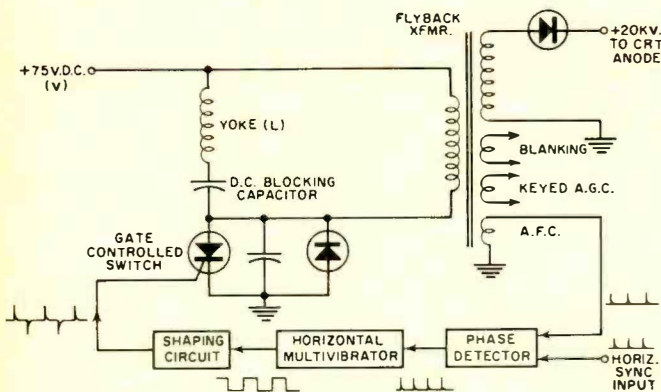 FLYBACK
XFMR.
+20KV.
TO CRT
ANODE
+75V.D.C.
(V)
YOKE (L)
BLANKING
D.C. BLOCKING
CAPACITOR
KEYED A.G.C.
GATE
CONTROLLED
SWITCH
A.F.C.
SHAPING
CIRCUIT
HORIZONTAL
MULTIVIBRATOR
PHASE
DETECTOR
HORIZ.
SYNC
INPUT